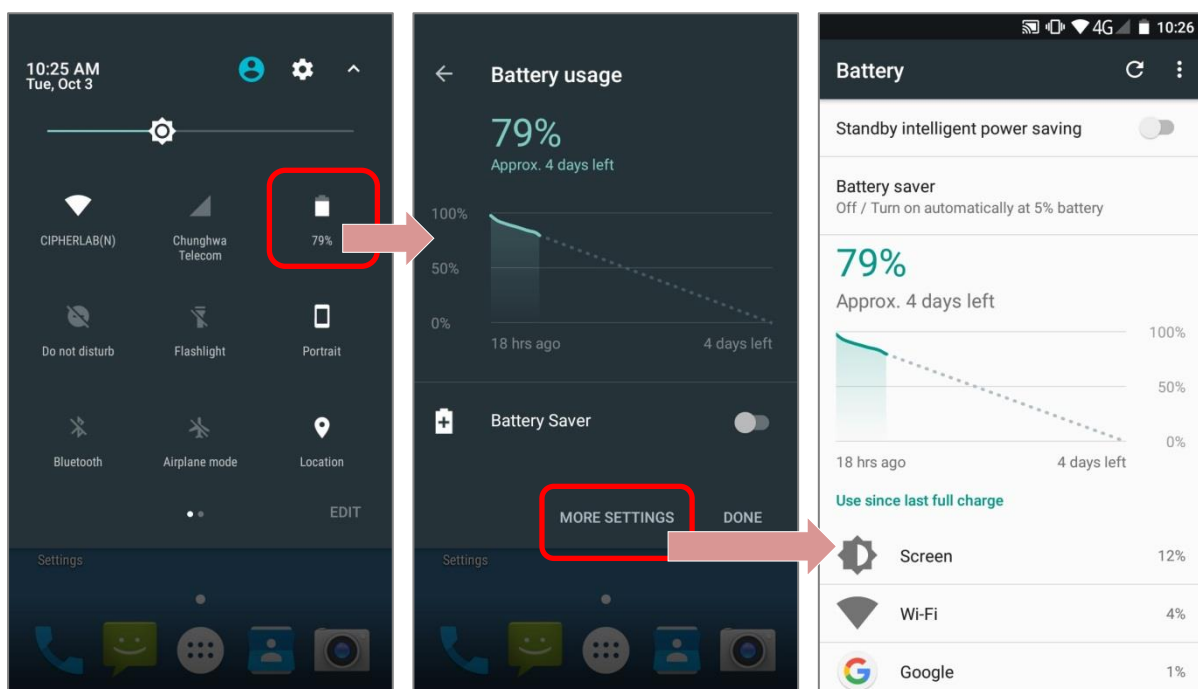 10:25 AM
Tue, Oct 3
CIPHERLAB(N)
Chunghwa
Telecom
79%
Do not disturb
Flashlight
Portrait
Bluetooth
Airplane mode
Location
EDIT
Settings
Battery usage
79%
Approx. 4 days left
100%
50%
0%
18 hrs ago
4 days left
Battery Saver
MORE SETTINGS
DONE
Settings
4G
10:26
Battery
Standby intelligent power saving
Battery saver
Off / Turn on automatically at 5% battery
79%
Approx. 4 days left
100%
50%
0%
18 hrs ago
4 days left
Use since last full charge
Screen
12%
Wi-Fi
4%
Google
1%